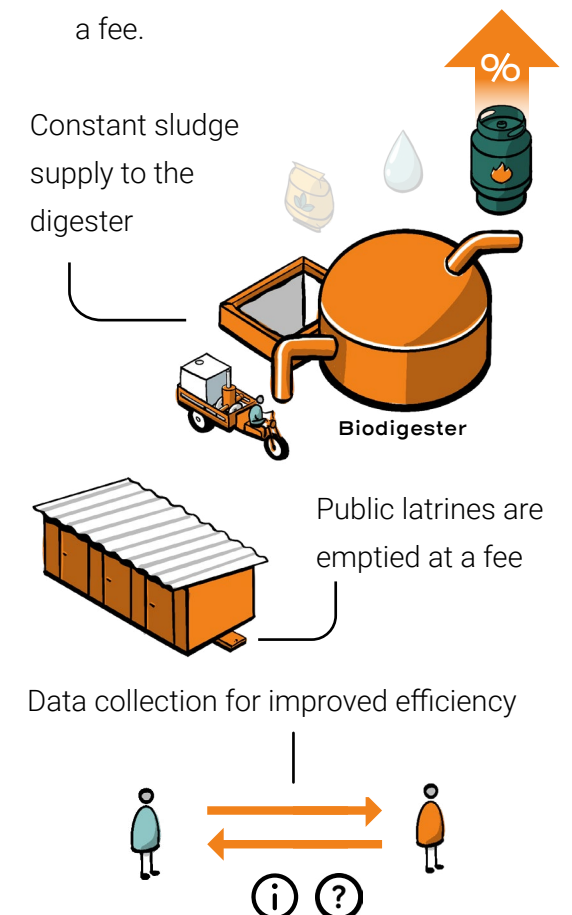 a fee.
%
Constant sludge
supply to the
digester
Biodigester
Public latrines are
emptied at a fee
Data collection for improved efficiency
i ?